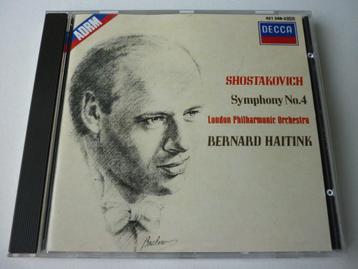 ADRM
DECCA
SHOSTAKOVICH
Symphony No.4
London Philharmonic Orchestra
BERNARD HAITINK